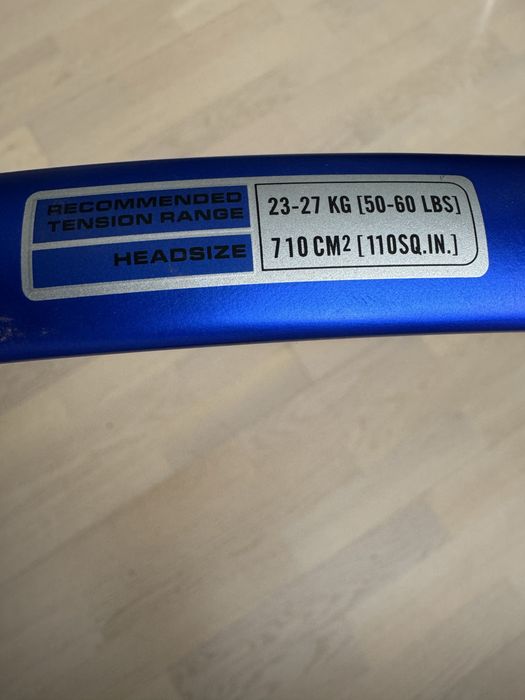 RECOMMENDED
TENSION RANGE
23-27 KG [50-60 LBS]
HEADSIZE
710 CM2 [110SQ.IN.]